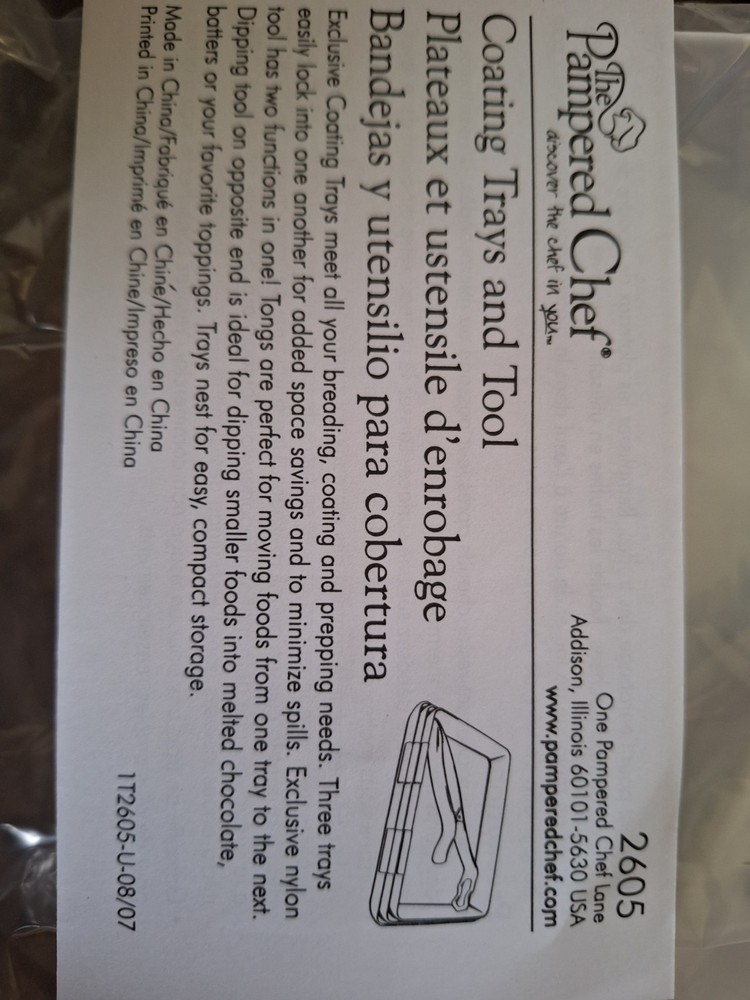 The Pampered Chef®
discover the chef in you™
2605
One Pampered Chef Lane
Addison, Illinois 60101-5630 USA
www.pamperedchef.com
Coating Trays and Tool
Plateaux et ustensile d'enrobage
Bandejas y utensilio para cobertura
Exclusive Coating Trays meet all your breading, coating and prepping needs. Three trays
easily lock into one another for added space savings and to minimize spills. Exclusive nylon
tool has two functions in one! Tongs are perfect for moving foods from one tray to the next.
Dipping tool on opposite end is ideal for dipping smaller foods into melted chocolate,
batters or your favorite toppings. Trays nest for easy, compact storage.
Made in China/Fabriqué en Chine/Hecho en China
Printed in China/Imprimé en Chine/Impreso en China
1T2605-U-08/07